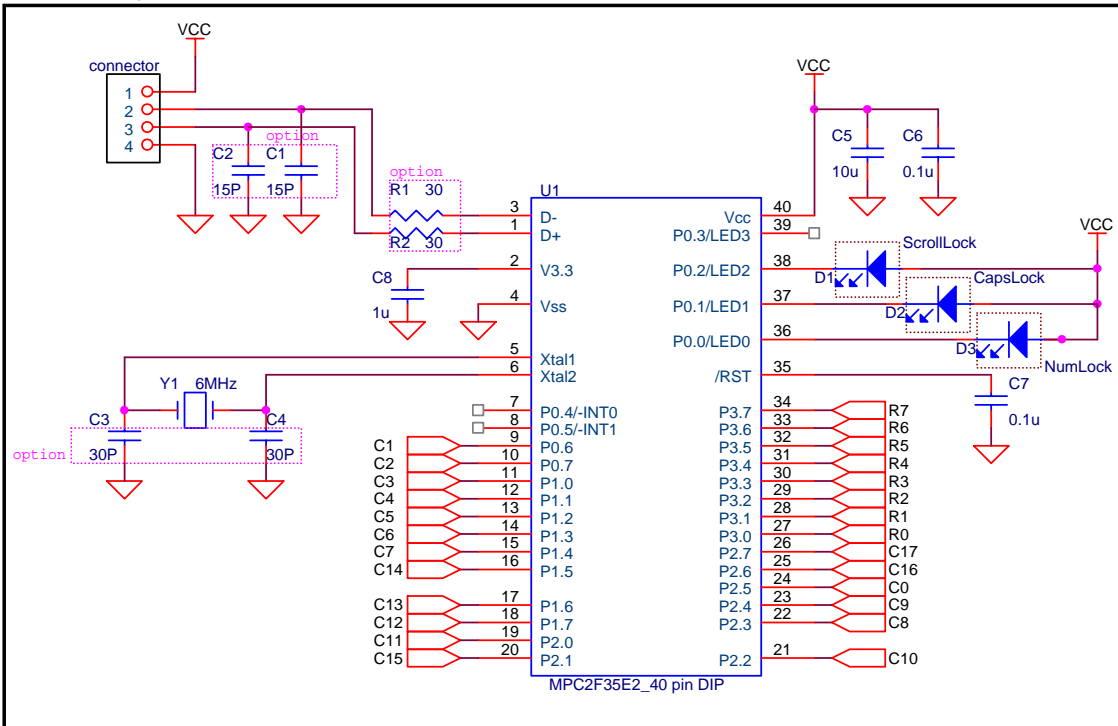 VCC
connector
1
2
3
4
option
C2
C1
15P
15P
option
R1 30
R2 30
C8
1u
Y1 6MHz
C3
C4
option
30P
30P
VCC
C5
C6
10u
0.1u
VCC
ScrollLock
D1
CapsLock
D2
D3
NumLock
C7
0.1u
U1
3 D-
1 D+
2 V3.3
4 Vss
5 Xtal1
6 Xtal2
7 P0.4/-INT0
8 P0.5/-INT1
C1 9 P0.6
C2 10 P0.7
C3 11 P1.0
C4 12 P1.1
C5 13 P1.2
C6 14 P1.3
C7 15 P1.4
C14 16 P1.5
C13 17 P1.6
C12 18 P1.7
C11 19 P2.0
C15 20 P2.1
Vcc 40
P0.3/LED3 39
P0.2/LED2 38
P0.1/LED1 37
P0.0/LED0 36
/RST 35
P3.7 34 R7
P3.6 33 R6
P3.5 32 R5
P3.4 31 R4
P3.3 30 R3
P3.2 29 R2
P3.1 28 R1
P3.0 27 R0
P2.7 26 C17
P2.6 25 C16
P2.5 24 C0
P2.4 23 C9
P2.3 22 C8
P2.2 21 C10
MPC2F35E2_40 pin DIP